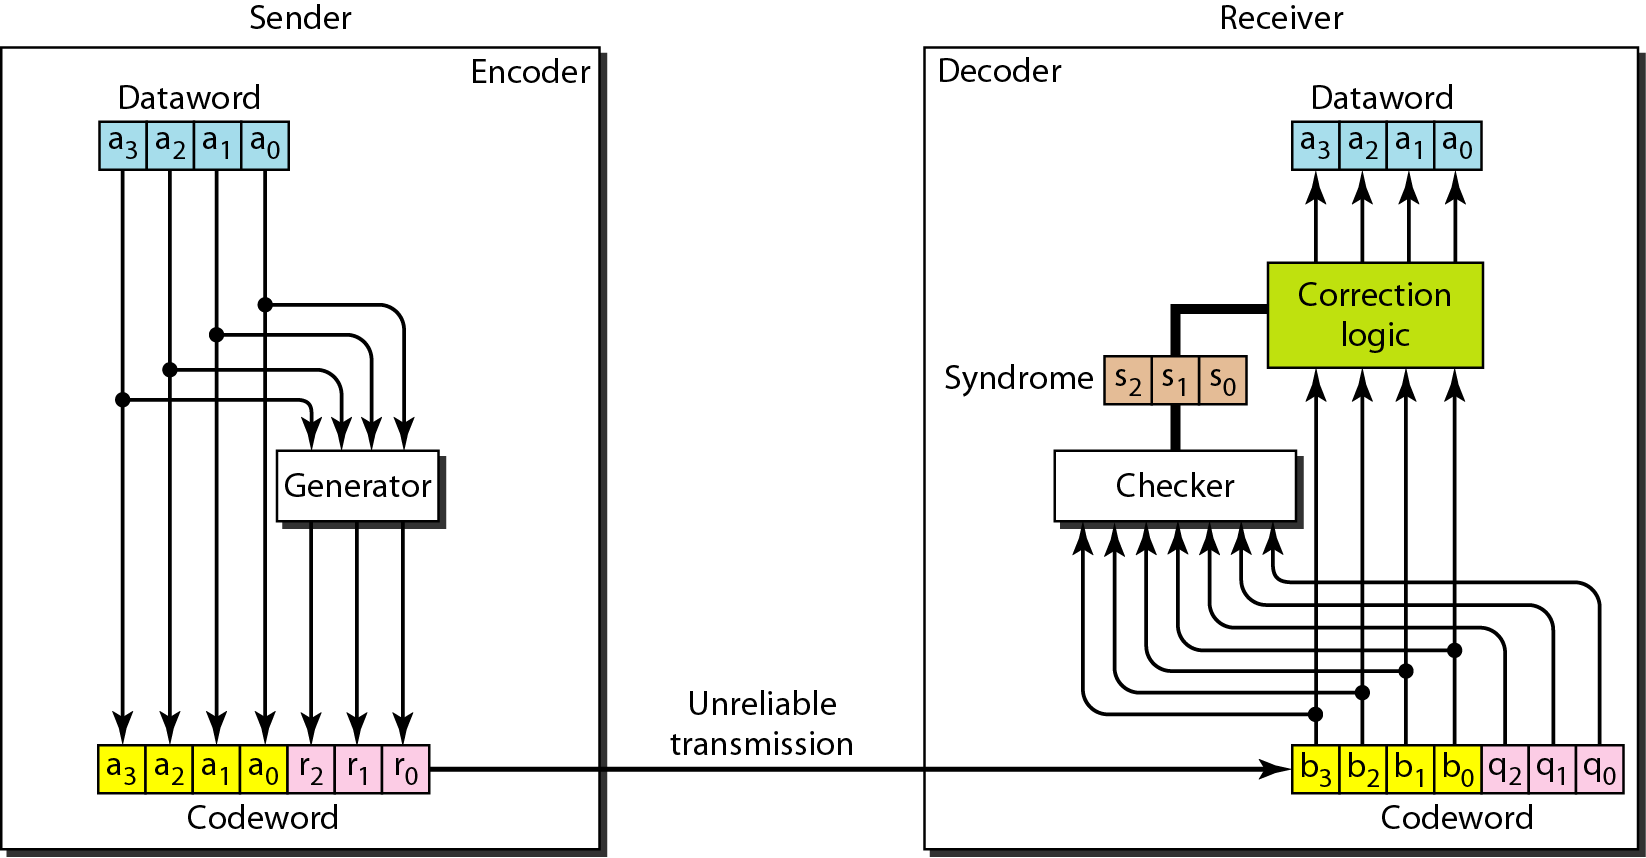 Sender
Encoder
Dataword
a3 a2 a1 a0
Generator
a3 a2 a1 a0 r2 r1 r0
Codeword
Unreliable
transmission
Receiver
Decoder
Dataword
a3 a2 a1 a0
Correction
logic
Syndrome s2 s1 s0
Checker
b3 b2 b1 b0 q2 q1 q0
Codeword